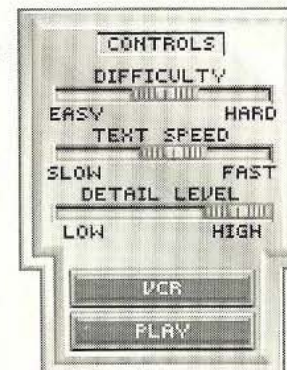 CONTROLS
DIFFICULTY
EASY HARD
TEXT SPEED
SLOW FAST
DETAIL LEVEL
LOW HIGH
VCR
PLAY